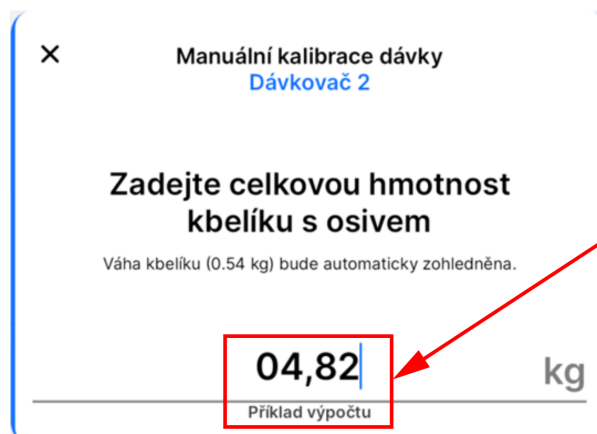 Manuální kalibrace dávky
Dávkovač 2
Zadejte celkovou hmotnost
kbelíku s osivem
Váha kbelíku (0.54 kg) bude automaticky zohledněna.
04,82 kg
Příklad výpočtu